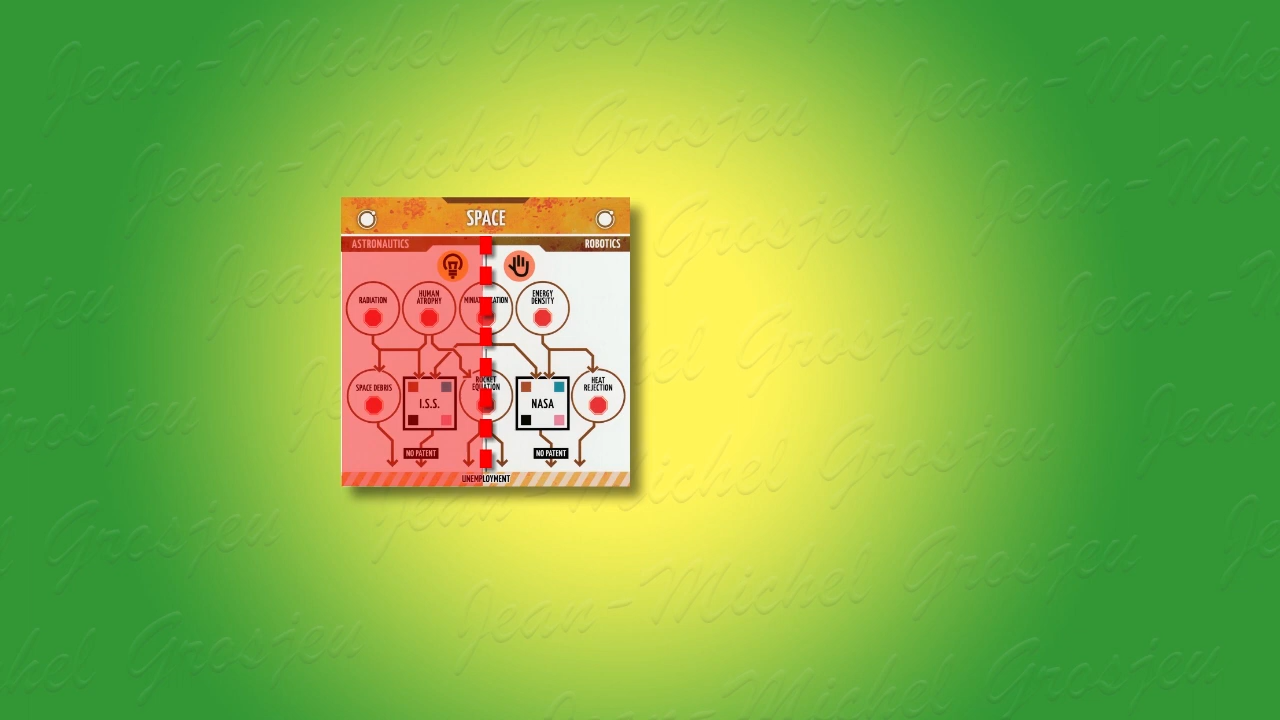 Jean-Michel Grosjeu
SPACE
ASTRONAUTICS
ROBOTICS
RADIATION
HUMAN
ATROPHY
ENERGY
DENSITY
SPACE DEBRIS
I.S.S.
NASA
HEAT
REJECTION
NO PATENT
NO PATENT
UNEMPLOYMENT